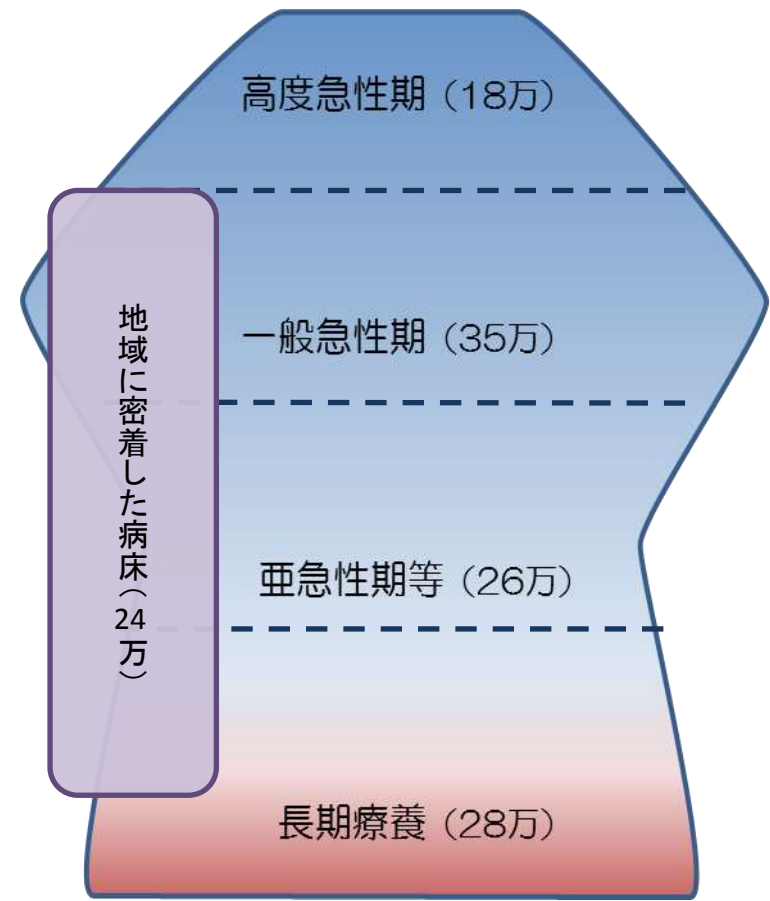 高度急性期（18万）
一般急性期（35万）
地域に密着した病床（24万）
亜急性期等（26万）
長期療養（28万）